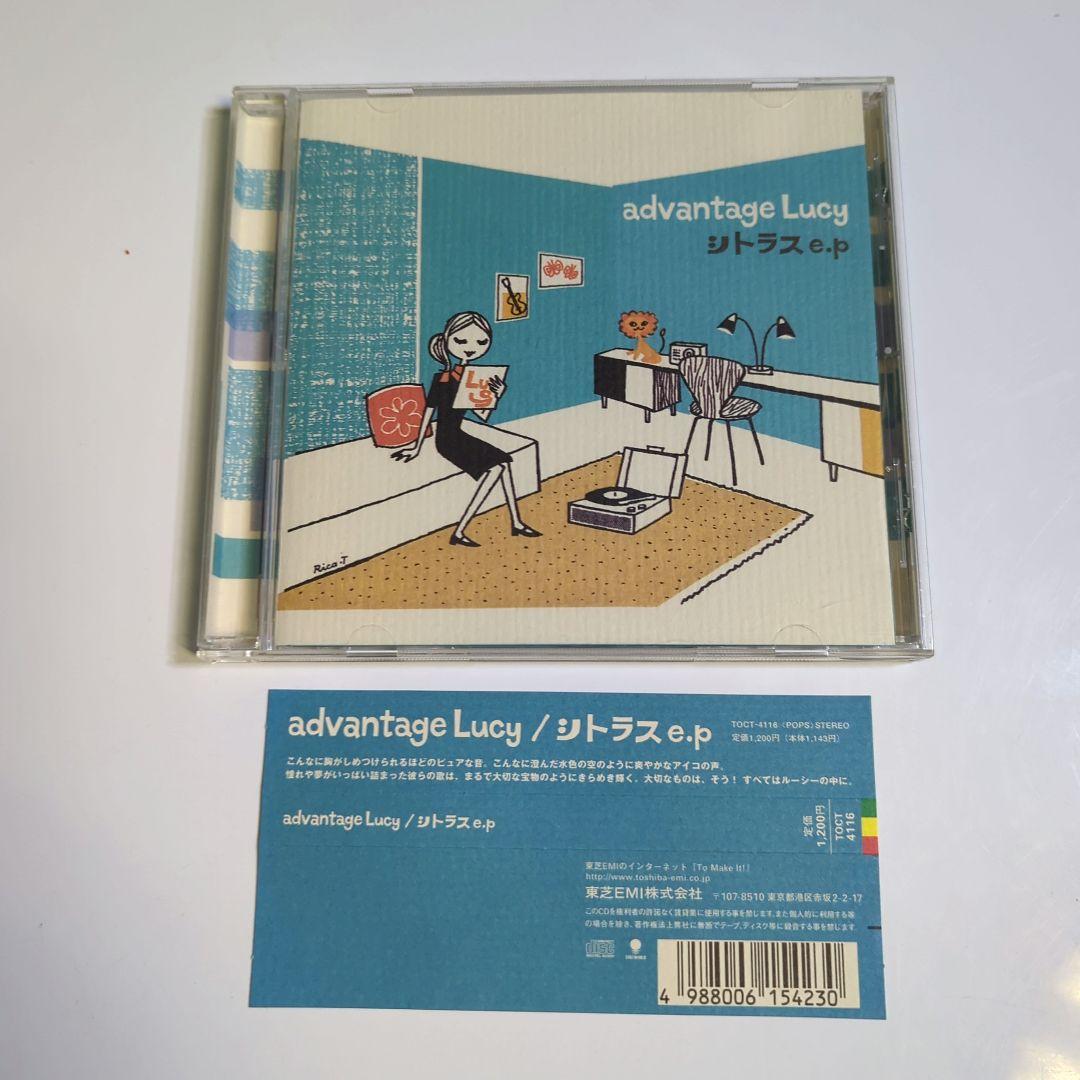 advantage Lucy
シトラス e.p
Lu
Rica・T
advantage Lucy / シトラス e.p
TOCT-4116 〈POPS〉 STEREO
定価1,200円 (本体1,143円)
こんなに胸がしめつけられるほどのピュアな音。こんなに澄んだ水色の空のように爽やかなアイコの声。
憧れや夢がいっぱい詰まった彼らの歌は、まるで大切な宝物のようにきらめき輝く。大切なものは、そう! すべてはルーシーの中に。
advantage Lucy / シトラス e.p
定価
1,200円
TOCT
4116
東芝EMIのインターネット『To Make It!』
http://www.toshiba-emi.co.jp
東芝EMI株式会社 〒107-8510 東京都港区赤坂2-2-17
このCDを権利者の許諾なく賃貸業に使用する事を禁じます。また個人的に利用する等
の場合を除き、著作権法上弊社に無断でテープ、ディスク等に録音する事を禁じます。
disc
4 988006 154230